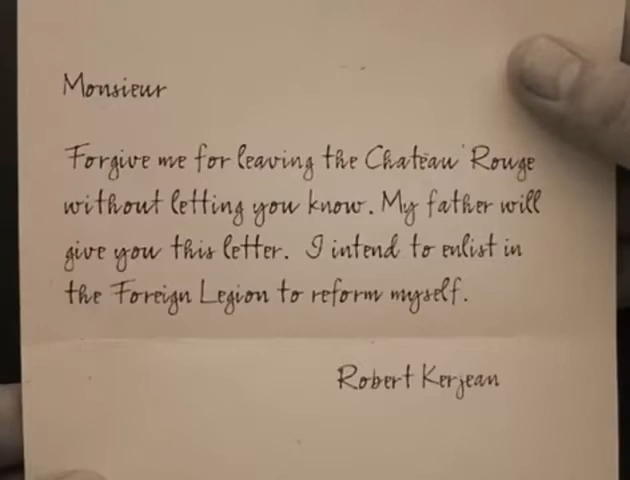 Monsieur
Forgive me for leaving the Chateau Rouge
without letting you know. My father will
give you this letter. I intend to enlist in
the Foreign Legion to reform myself.
Robert Kerjean